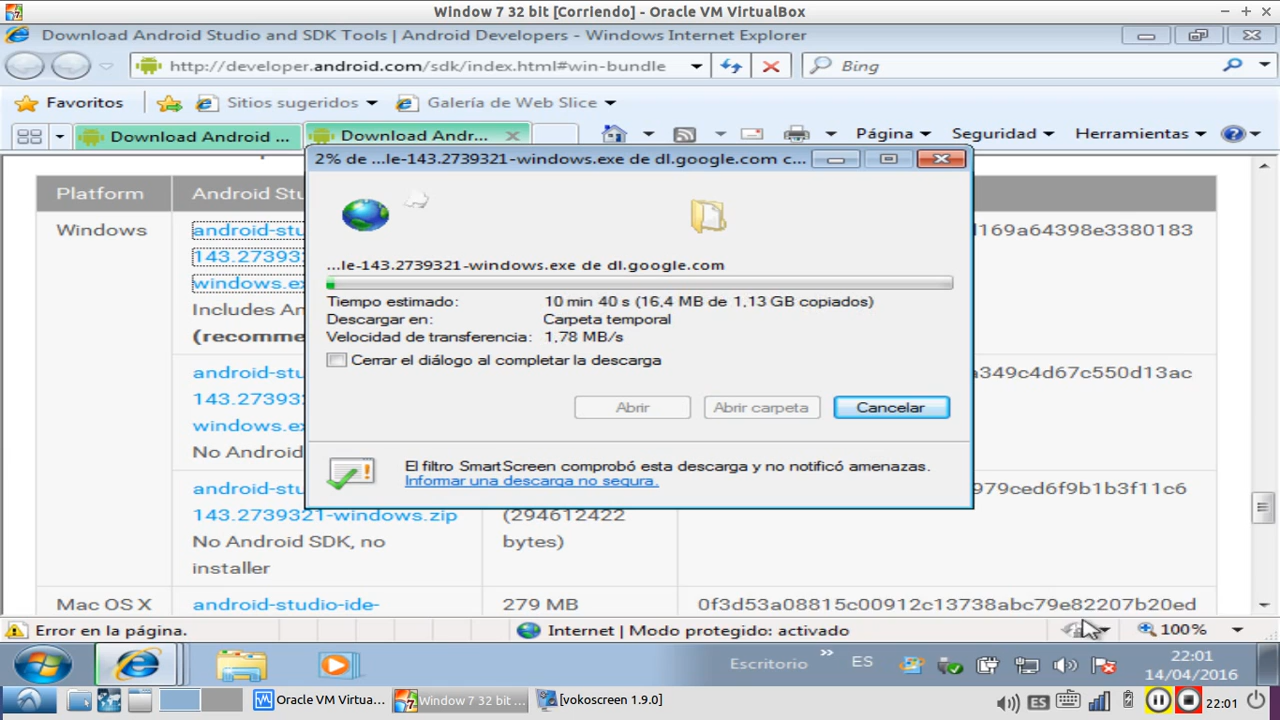 Window 7 32 bit [Corriendo] - Oracle VM VirtualBox
Download Android Studio and SDK Tools | Android Developers - Windows Internet Explorer
http://developer.android.com/sdk/index.html#win-bundle
Bing
Favoritos
Sitios sugeridos
Galería de Web Slice
Download Android ...
Download Andr...
Página
Seguridad
Herramientas
2% de ...le-143.2739321-windows.exe de dl.google.com c...
Platform
Android Stu
Windows
android-stu
d169a64398e3380183
143.27393
windows.e
...le-143.2739321-windows.exe de dl.google.com
Includes An
(recomme
Tiempo estimado:
10 min 40 s (16,4 MB de 1,13 GB copiados)
Descargar en:
Carpeta temporal
Velocidad de transferencia:
1,78 MB/s
Cerrar el diálogo al completar la descarga
Abrir
Abrir carpeta
Cancelar
El filtro SmartScreen comprobó esta descarga y no notificó amenazas.
Informar una descarga no segura.
android-stu
a349c4d67c550d13ac
143.27393
windows.ex
No Android
android-stu
979ced6f9b1b3f11c6
143.2739321-windows.zip
(294612422
No Android SDK, no
bytes)
installer
Mac OS X
android-studio-ide-
279 MB
0f3d53a08815c00912c13738abc79e82207b20ed
Error en la página.
Internet | Modo protegido: activado
100%
Escritorio
»
ES
22:01
14/04/2016
Oracle VM Virtua...
Window 7 32 bit ...
[vokoscreen 1.9.0]
ES
22:01